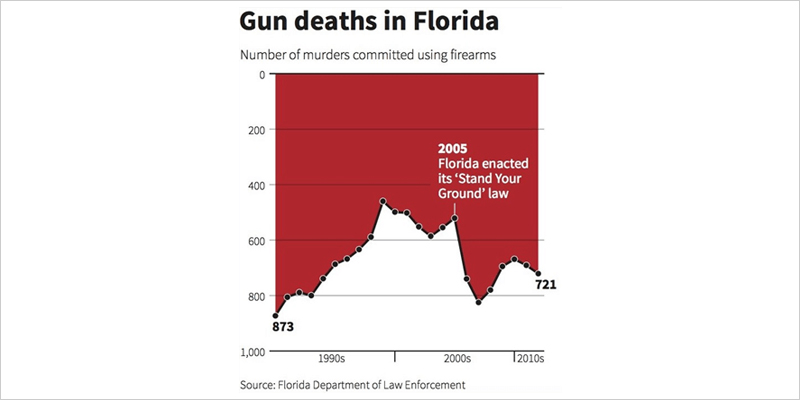 Gun deaths in Florida
Number of murders committed using firearms
0
200
400
600
800
1,000
2005
Florida enacted
its ‘Stand Your
Ground’ law
873
721
1990s
2000s
2010s
Source: Florida Department of Law Enforcement